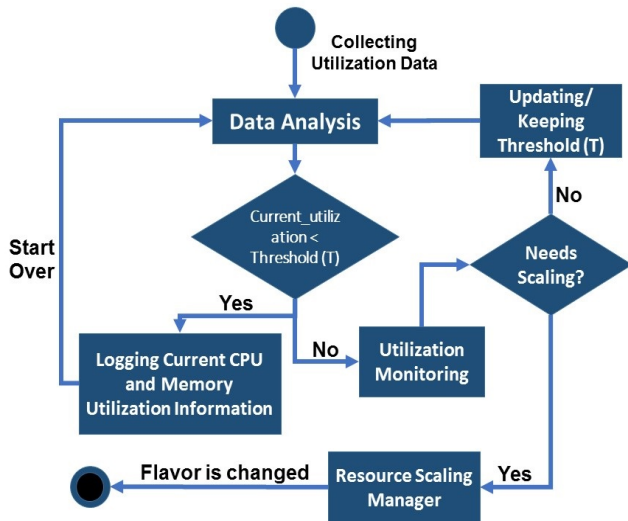 Collecting
Utilization Data
Data Analysis
Updating/
Keeping
Threshold (T)
No
Current_utiliz
ation <
Threshold (T)
Needs
Scaling?
Start
Over
Yes
No
Logging Current CPU
and Memory
Utilization Information
Utilization
Monitoring
Flavor is changed
Resource Scaling
Manager
Yes